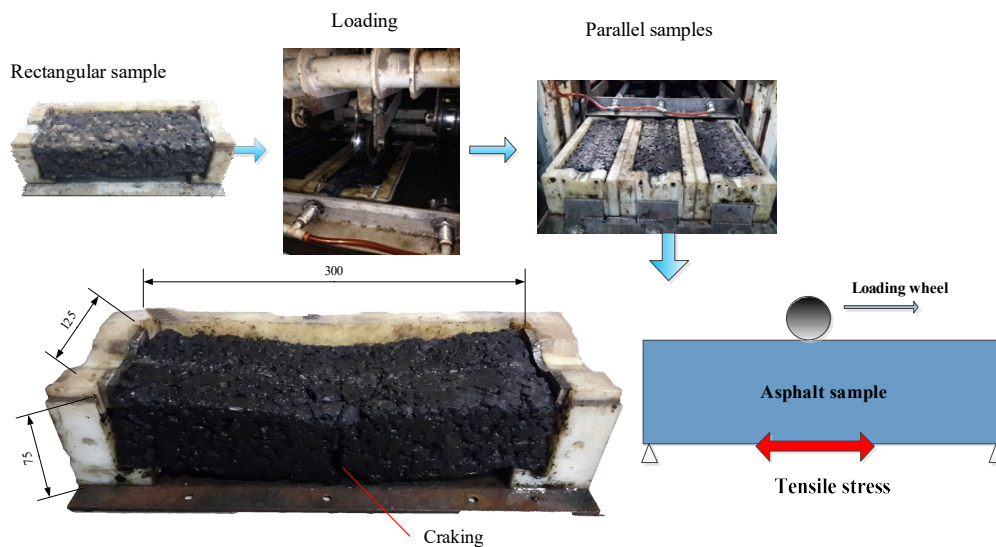 Loading
Parallel samples
Rectangular sample
300
125
75
Loading wheel
Asphalt sample
Tensile stress
Craking